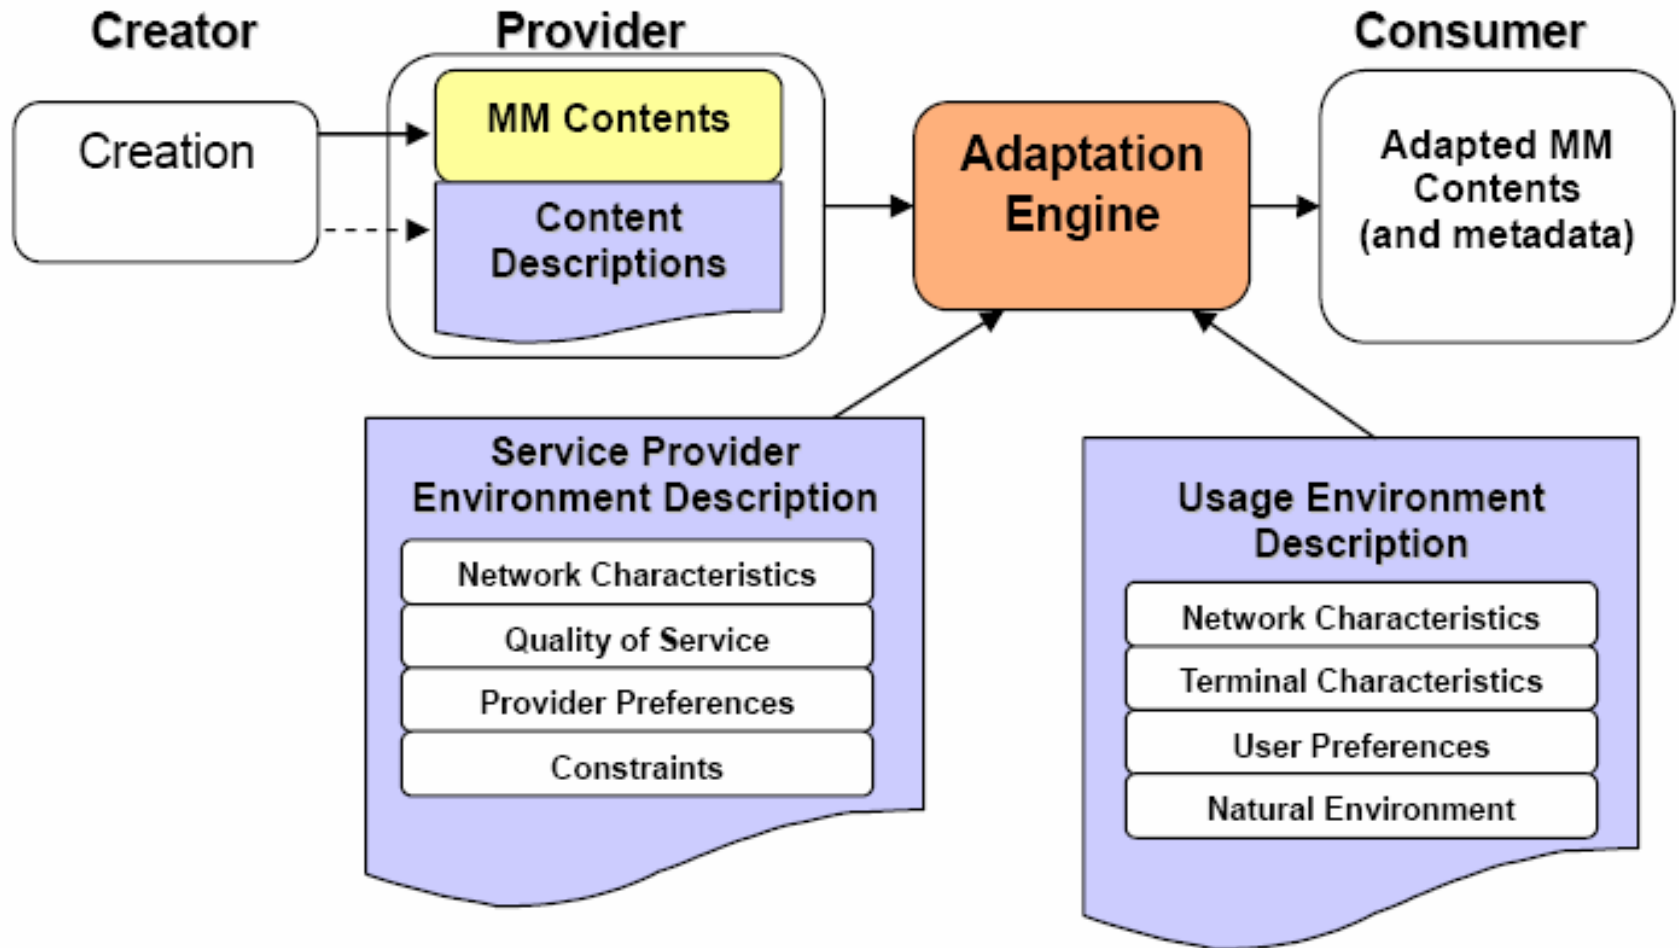 Creator
Provider
Consumer
Creation
MM Contents
Content
Descriptions
Adaptation
Engine
Adapted MM
Contents
(and metadata)
Service Provider
Environment Description
Network Characteristics
Quality of Service
Provider Preferences
Constraints
Usage Environment
Description
Network Characteristics
Terminal Characteristics
User Preferences
Natural Environment